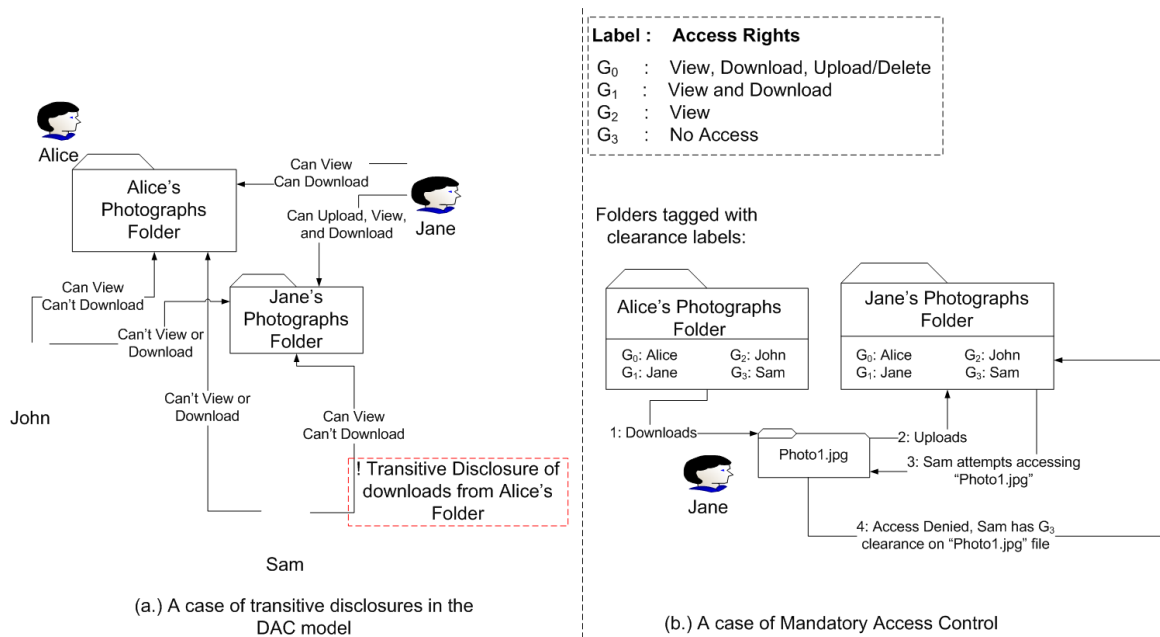 Alice
Alice's
Photographs
Folder
Can View
Can Download
Jane
Can Upload, View,
and Download
Can View
Can't Download
Jane's
Photographs
Folder
Can't View or
Download
John
Can't View or
Download
Can View
Can't Download
! Transitive Disclosure of
downloads from Alice's
Folder
Sam
(a.) A case of transitive disclosures in the
DAC model
Label : Access Rights
G₀ : View, Download, Upload/Delete
G₁ : View and Download
G₂ : View
G₃ : No Access
Folders tagged with
clearance labels:
Alice's Photographs
Folder
G₀: Alice G₂: John
G₁: Jane G₃: Sam
Jane's Photographs
Folder
G₀: Alice G₂: John
G₁: Jane G₃: Sam
1: Downloads
Photo1.jpg
2: Uploads
3: Sam attempts accessing
"Photo1.jpg"
Jane
4: Access Denied, Sam has G₃
clearance on "Photo1.jpg" file
(b.) A case of Mandatory Access Control